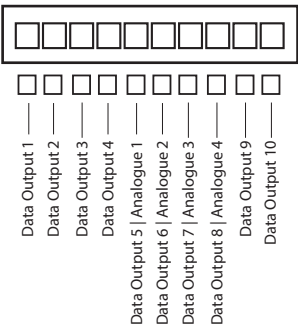 Data Output 1
Data Output 2
Data Output 3
Data Output 4
Data Output 5 | Analogue 1
Data Output 6 | Analogue 2
Data Output 7 | Analogue 3
Data Output 8 | Analogue 4
Data Output 9
Data Output 10